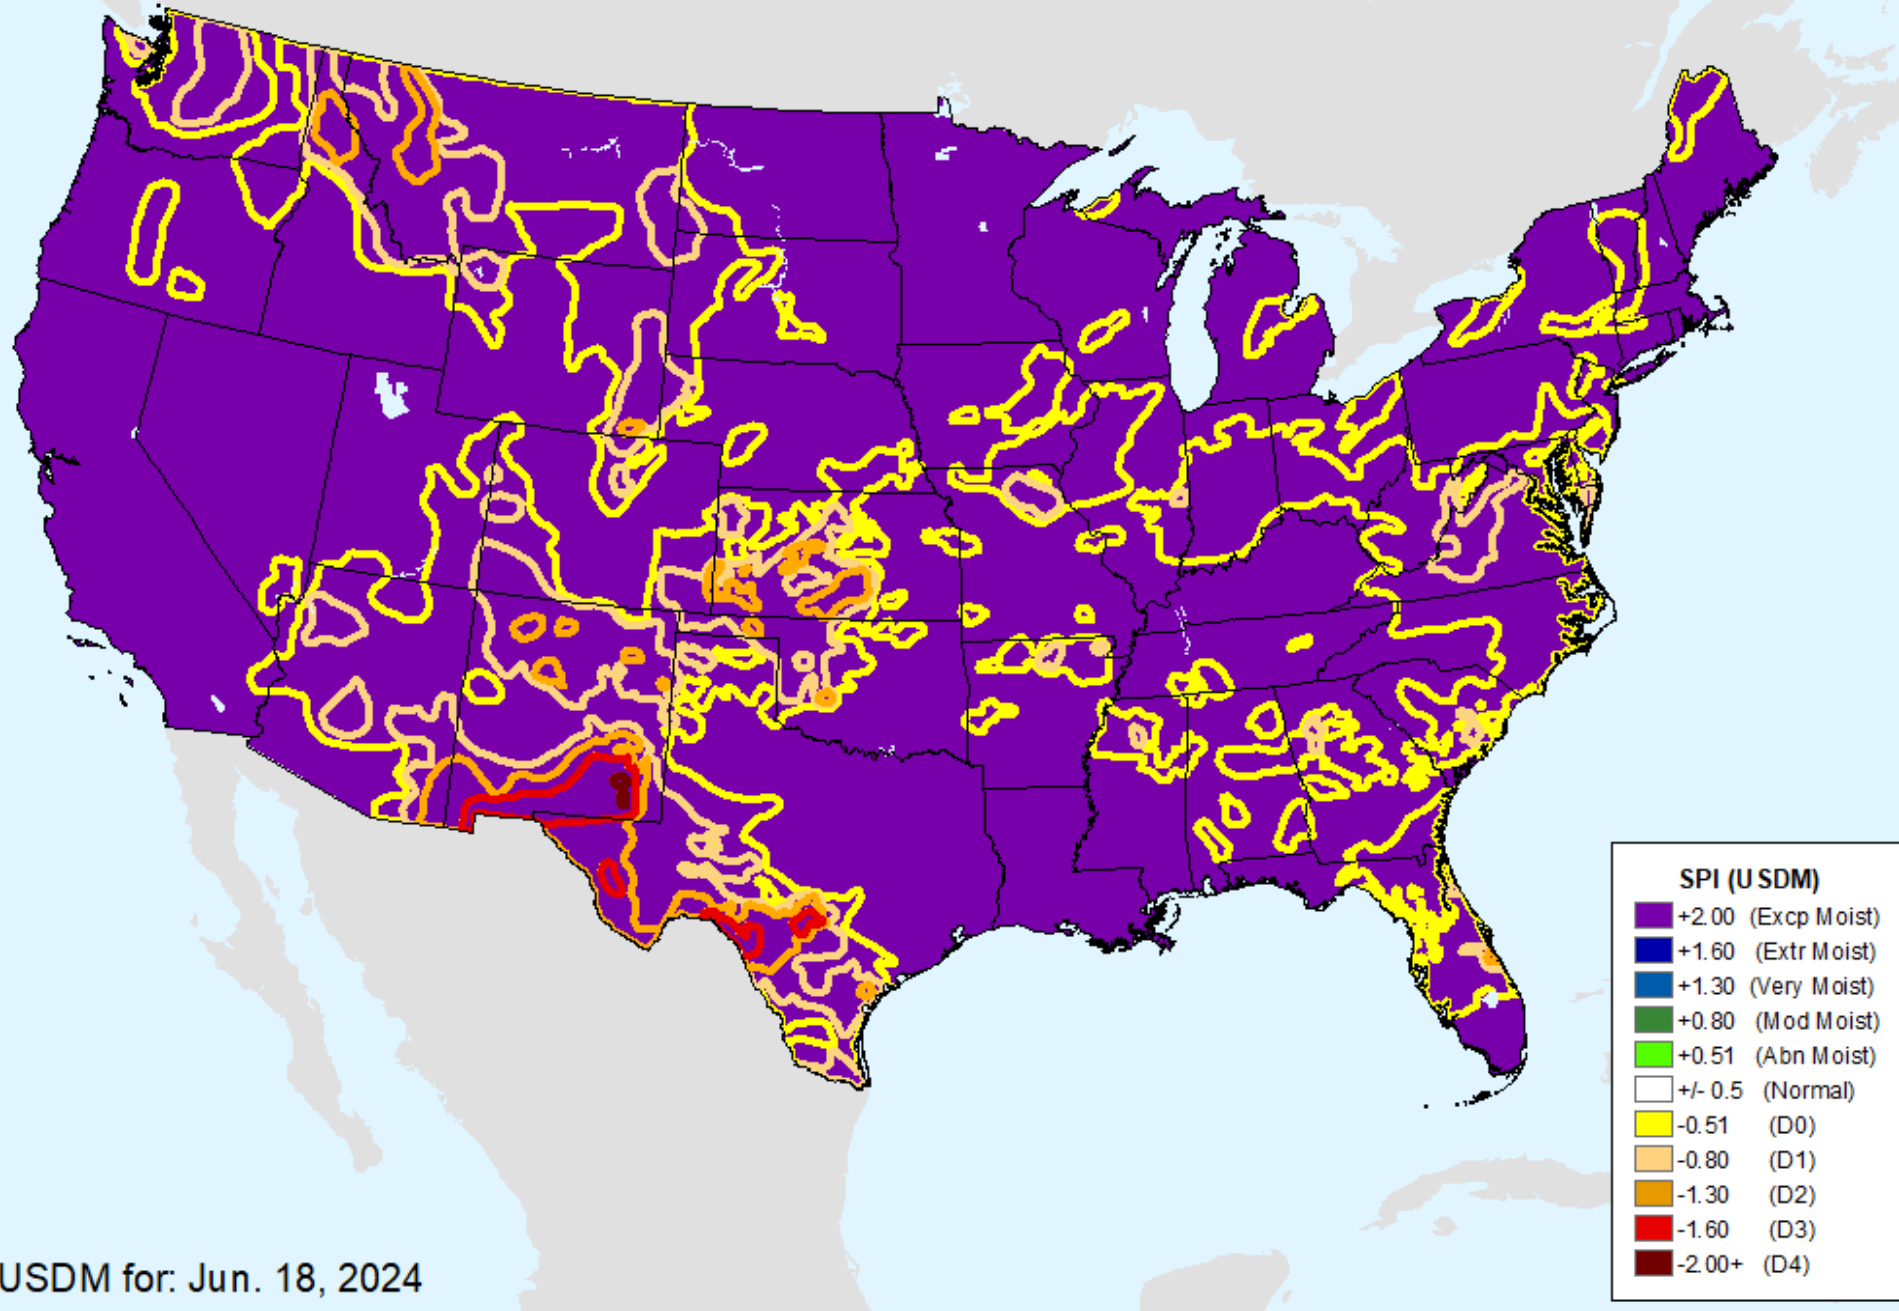 SPI (USDM)
+2.00 (Excp Moist)
+1.60 (Extr Moist)
+1.30 (Very Moist)
+0.80 (Mod Moist)
+0.51 (Abn Moist)
+/- 0.5 (Normal)
-0.51 (D0)
-0.80 (D1)
-1.30 (D2)
-1.60 (D3)
-2.00+ (D4)
USDM for: Jun. 18, 2024